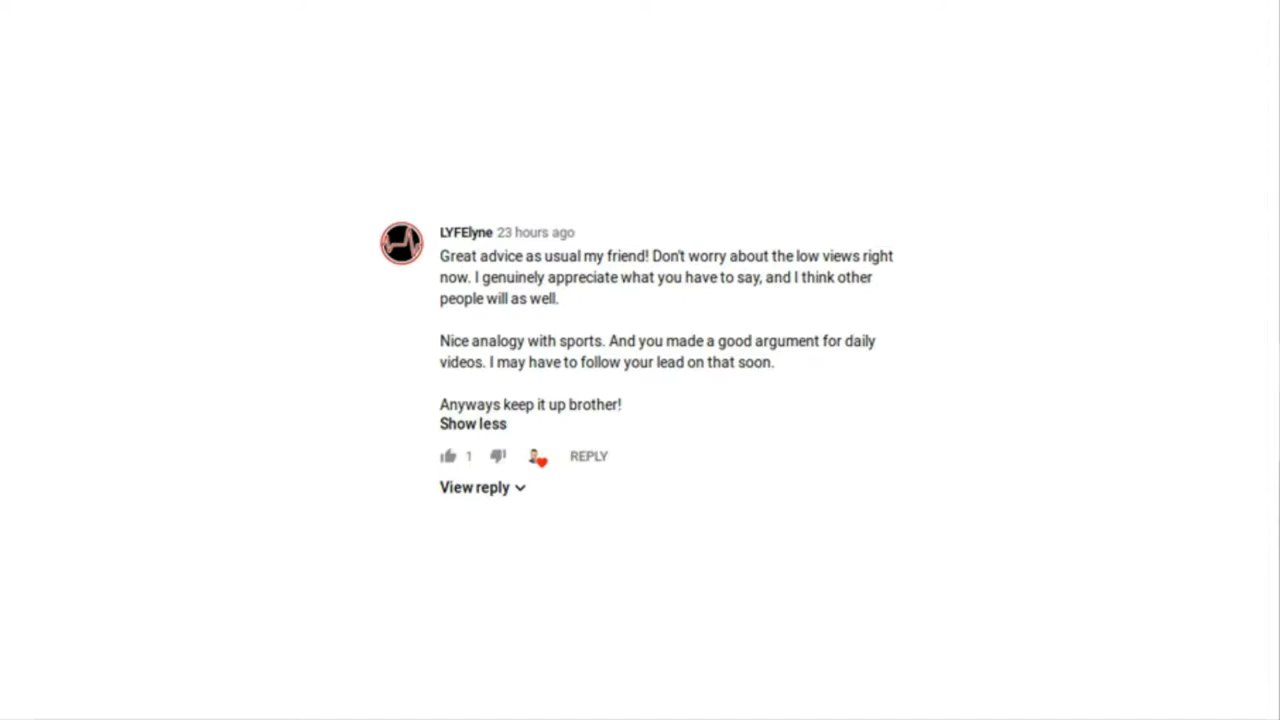 LYFElyne 23 hours ago
Great advice as usual my friend! Don't worry about the low views right
now. I genuinely appreciate what you have to say, and I think other
people will as well.
Nice analogy with sports. And you made a good argument for daily
videos. I may have to follow your lead on that soon.
Anyways keep it up brother!
Show less
1 REPLY
View reply